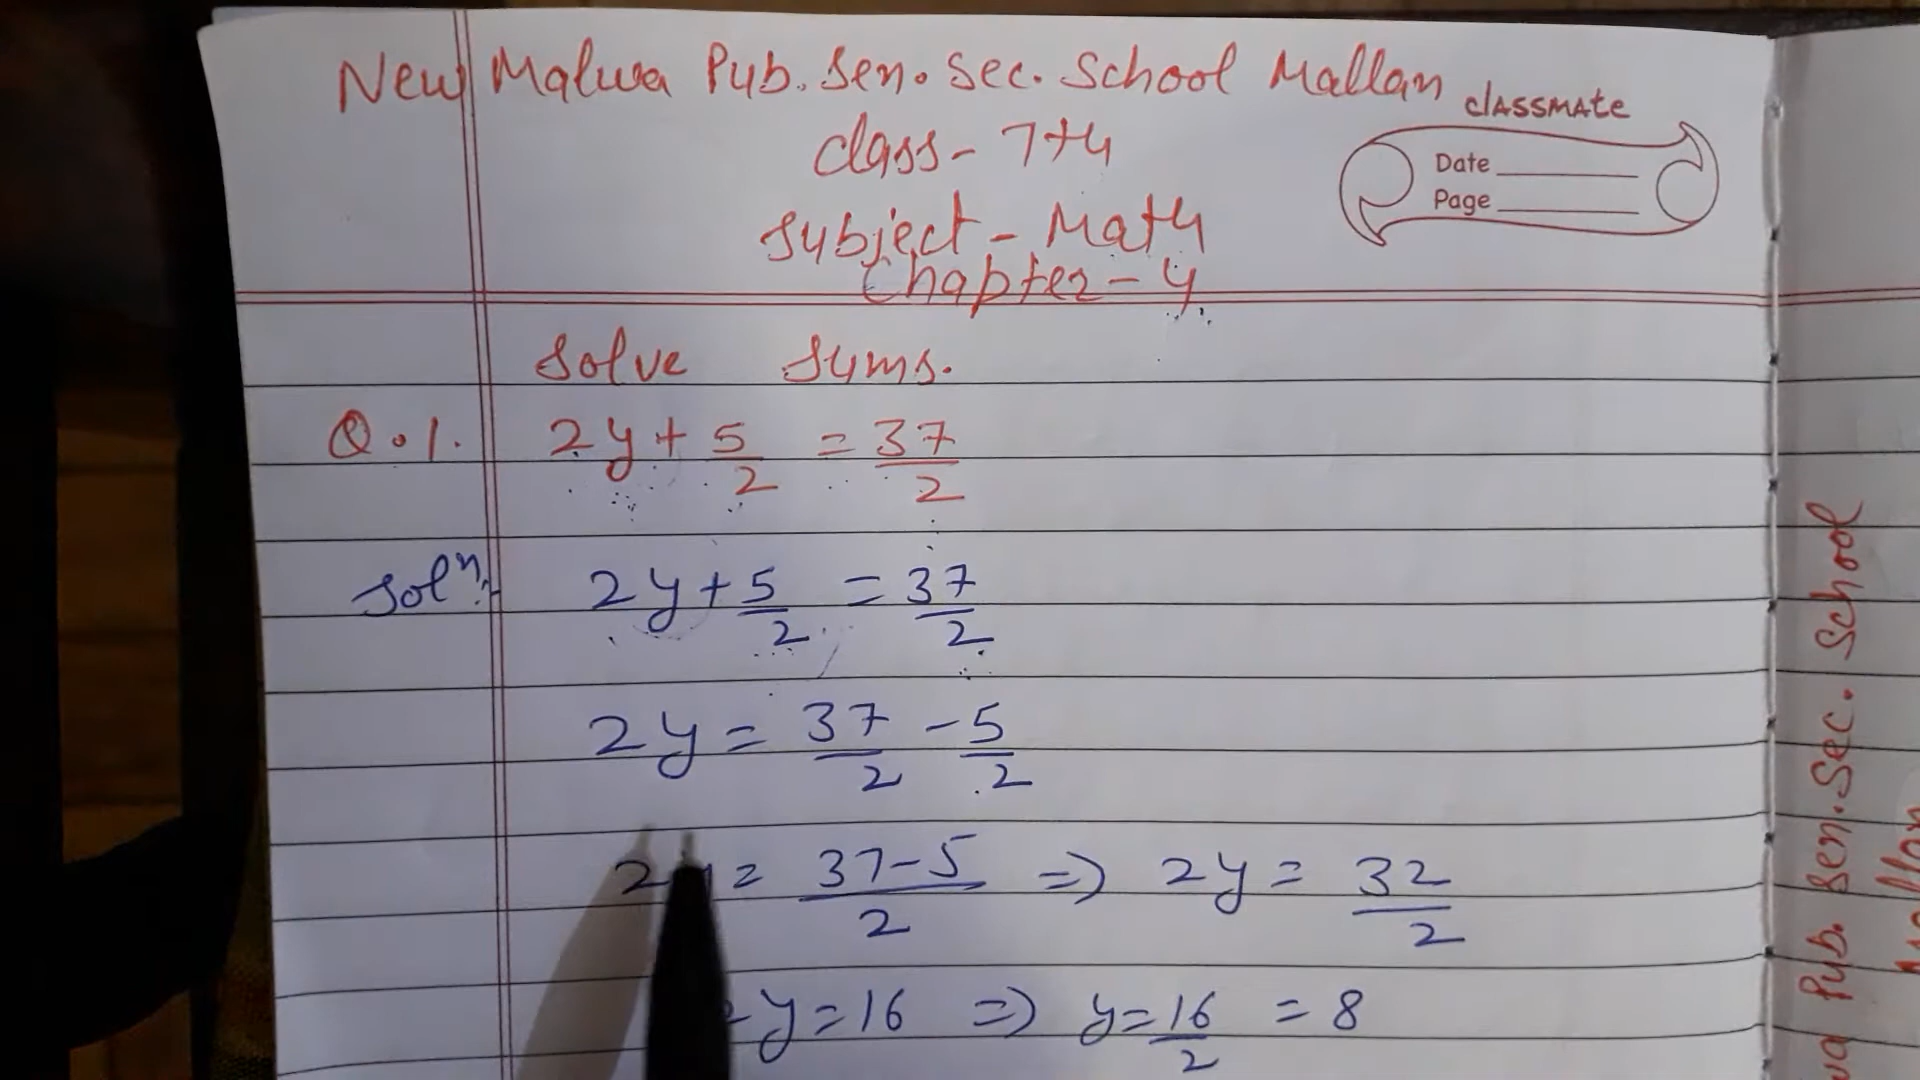 New Malwa Pub. Sen. Sec. School Mallan
classmate
class - 7th
Date
Page
Subject - Math
Chapter - 4
Solve Sums.
Q.1. 2y + 5/2 = 37/2
Solⁿ:- 2y + 5/2 = 37/2
2y = 37/2 - 5/2
2y = 37-5/2 => 2y = 32/2
y = 16 => y = 16/2 = 8
Pub. Sen. Sec. School